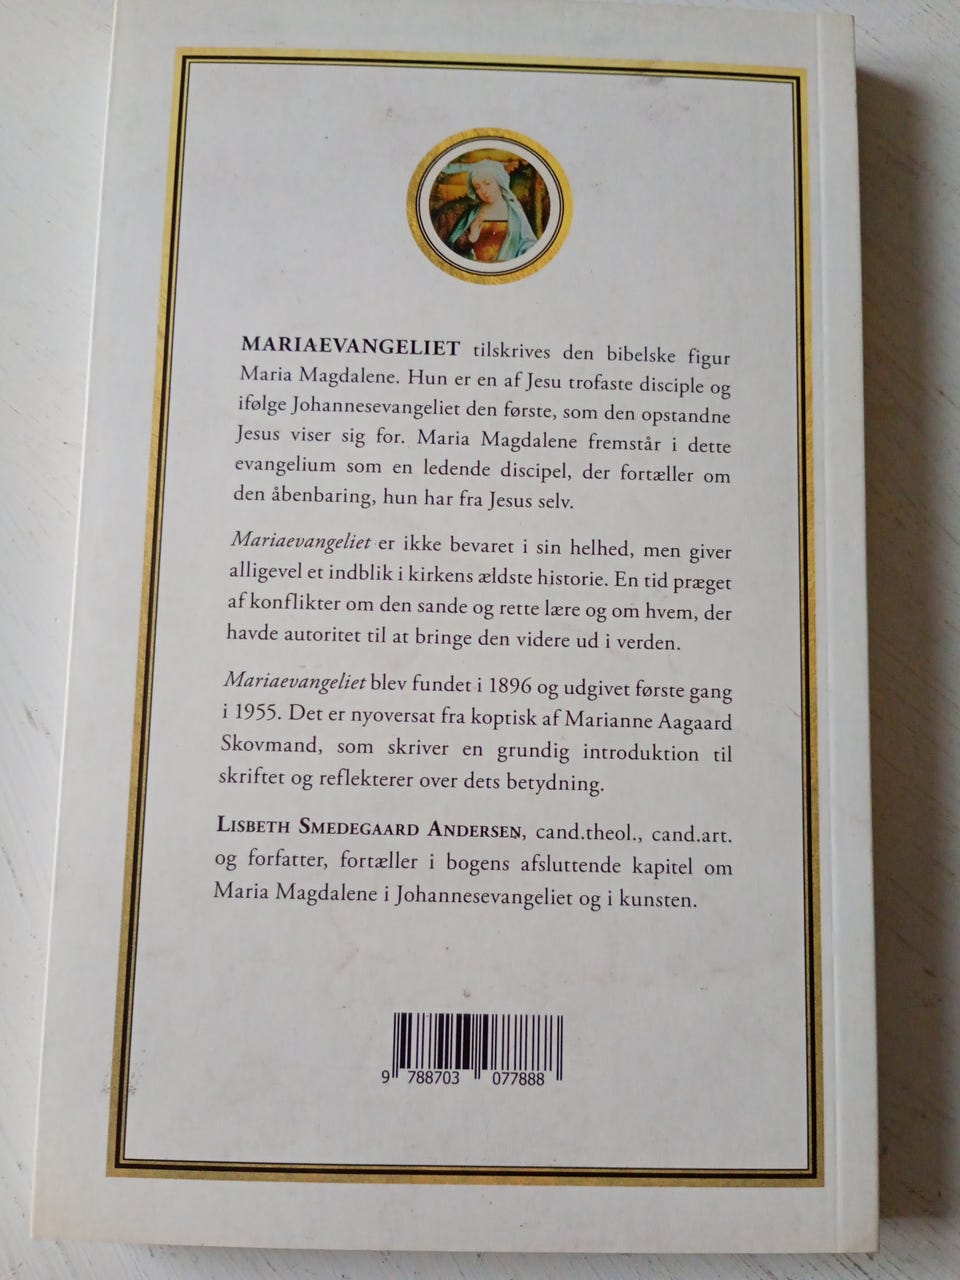 MARIAEVANGELIET tilskrives den bibelske figur
Maria Magdalene. Hun er en af Jesu trofaste disciple og
ifølge Johannesevangeliet den første, som den opstandne
Jesus viser sig for. Maria Magdalene fremstår i dette
evangelium som en ledende discipel, der fortæller om
den åbenbaring, hun har fra Jesus selv.
Mariaevangeliet er ikke bevaret i sin helhed, men giver
alligevel et indblik i kirkens ældste historie. En tid præget
af konflikter om den sande og rette lære og om hvem, der
havde autoritet til at bringe den videre ud i verden.
Mariaevangeliet blev fundet i 1896 og udgivet første gang
i 1955. Det er nyoversat fra koptisk af Marianne Aagaard
Skovmand, som skriver en grundig introduktion til
skriftet og reflekterer over dets betydning.
LISBETH SMEDEGAARD ANDERSEN, cand.theol., cand.art.
og forfatter, fortæller i bogens afsluttende kapitel om
Maria Magdalene i Johannesevangeliet og i kunsten.
9 788703 077888